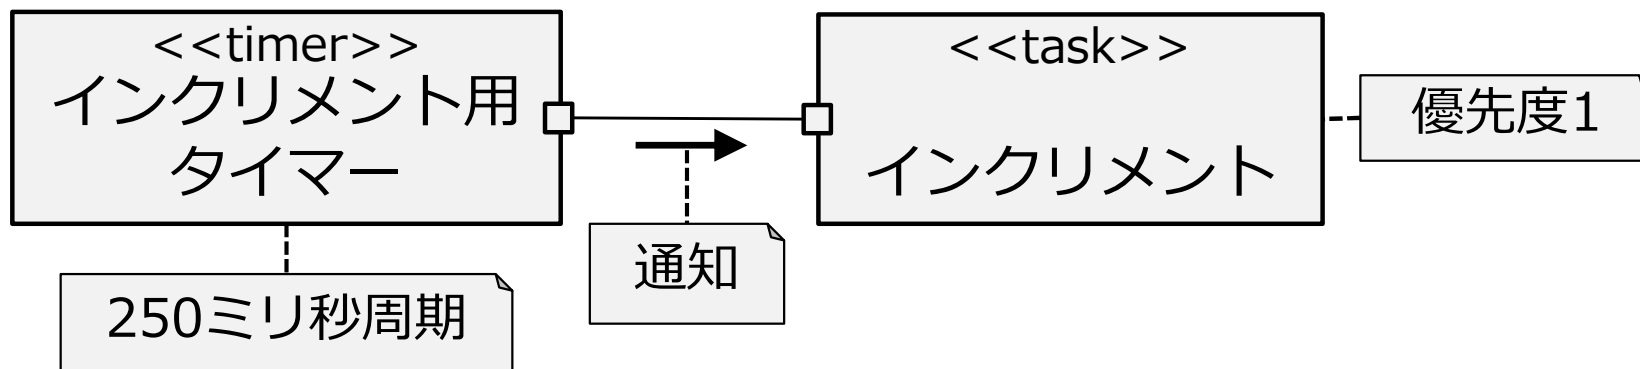 <<timer>>
インクリメント用
タイマー
<<task>>
インクリメント
優先度1
通知
250ミリ秒周期